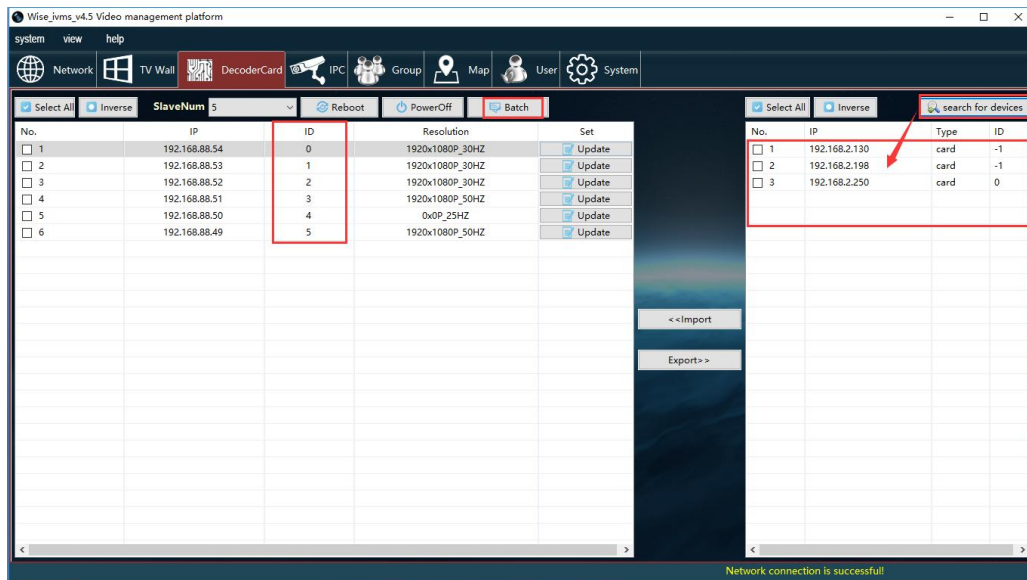 Wise_ivms_v4.5 Video management platform
system view help
Network TV Wall DecoderCard IPC Group Map User System
Select All Inverse SlaveNum 5 Reboot PowerOff Batch Select All Inverse search for devices
No. IP ID Resolution Set No. IP Type ID
1 192.168.88.54 0 1920x1080P_30HZ Update 1 192.168.2.130 card -1
2 192.168.88.53 1 1920x1080P_30HZ Update 2 192.168.2.198 card -1
3 192.168.88.52 2 1920x1080P_30HZ Update 3 192.168.2.250 card 0
4 192.168.88.51 3 1920x1080P_50HZ Update
5 192.168.88.50 4 0x0P_25HZ Update
6 192.168.88.49 5 1920x1080P_50HZ Update
<<Import
Export>>
Network connection is successful!